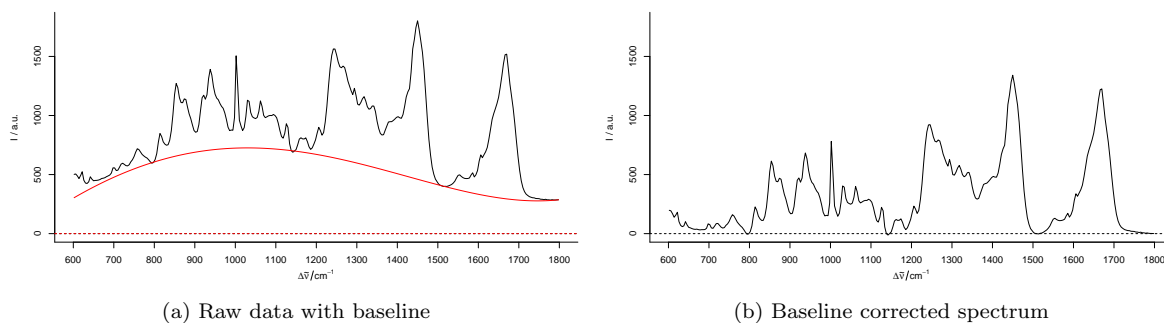 I / a.u.
1500
1000
500
0
600 700 800 900 1000 1100 1200 1300 1400 1500 1600 1700 1800
Δν̃/cm⁻¹
(a) Raw data with baseline
I / a.u.
1500
1000
500
0
600 700 800 900 1000 1100 1200 1300 1400 1500 1600 1700 1800
Δν̃/cm⁻¹
(b) Baseline corrected spectrum